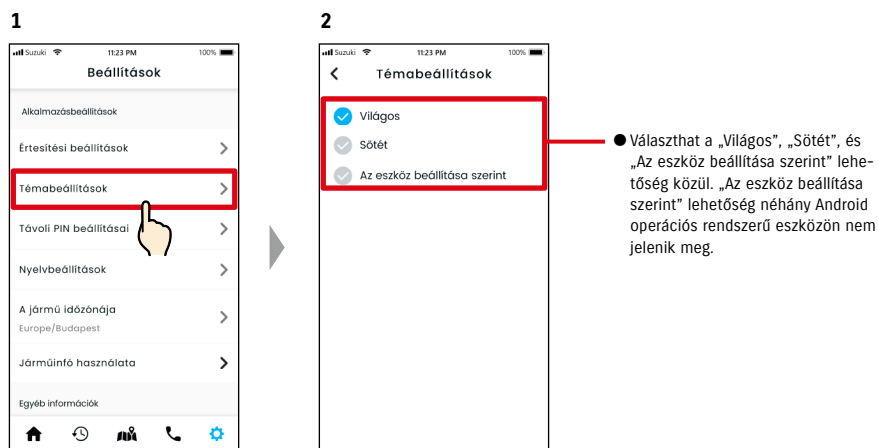 1
Suzuki 11:23 PM 100%
Beállítások
Alkalmazásbeállítások
Értesítési beállítások
Témabeállítások
Távoli PIN beállításai
Nyelvbeállítások
A jármű időzónája
Europe/Budapest
Járműinfó használata
Egyéb információk
2
Suzuki 11:23 PM 100%
Témabeállítások
Világos
Sötét
Az eszköz beállítása szerint
● Választhat a „Világos”, „Sötét”, és
„Az eszköz beállítása szerint” lehe-
tőség közül. „Az eszköz beállítása
szerint” lehetőség néhány Android
operációs rendszerű eszközön nem
jelenik meg.